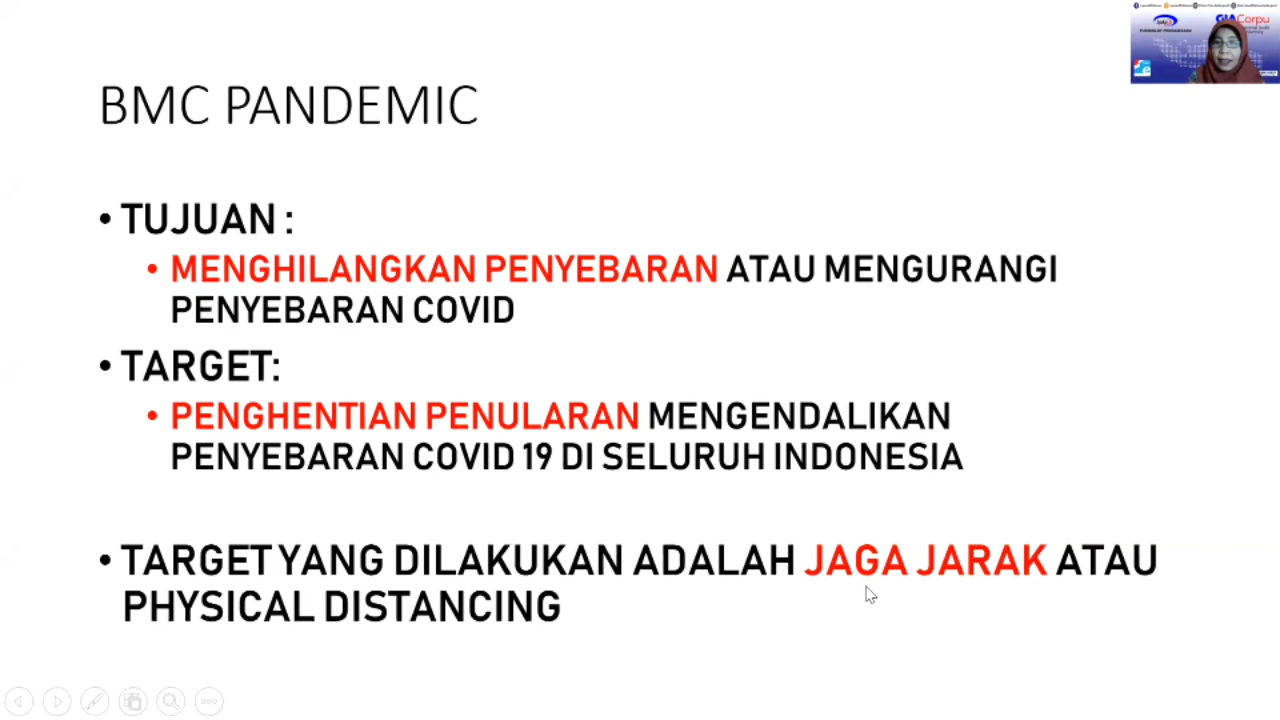 BMC PANDEMIC
• TUJUAN :
• MENGHILANGKAN PENYEBARAN ATAU MENGURANGI
PENYEBARAN COVID
• TARGET:
• PENGHENTIAN PENULARAN MENGENDALIKAN
PENYEBARAN COVID 19 DI SELURUH INDONESIA
• TARGET YANG DILAKUKAN ADALAH JAGA JARAK ATAU
PHYSICAL DISTANCING